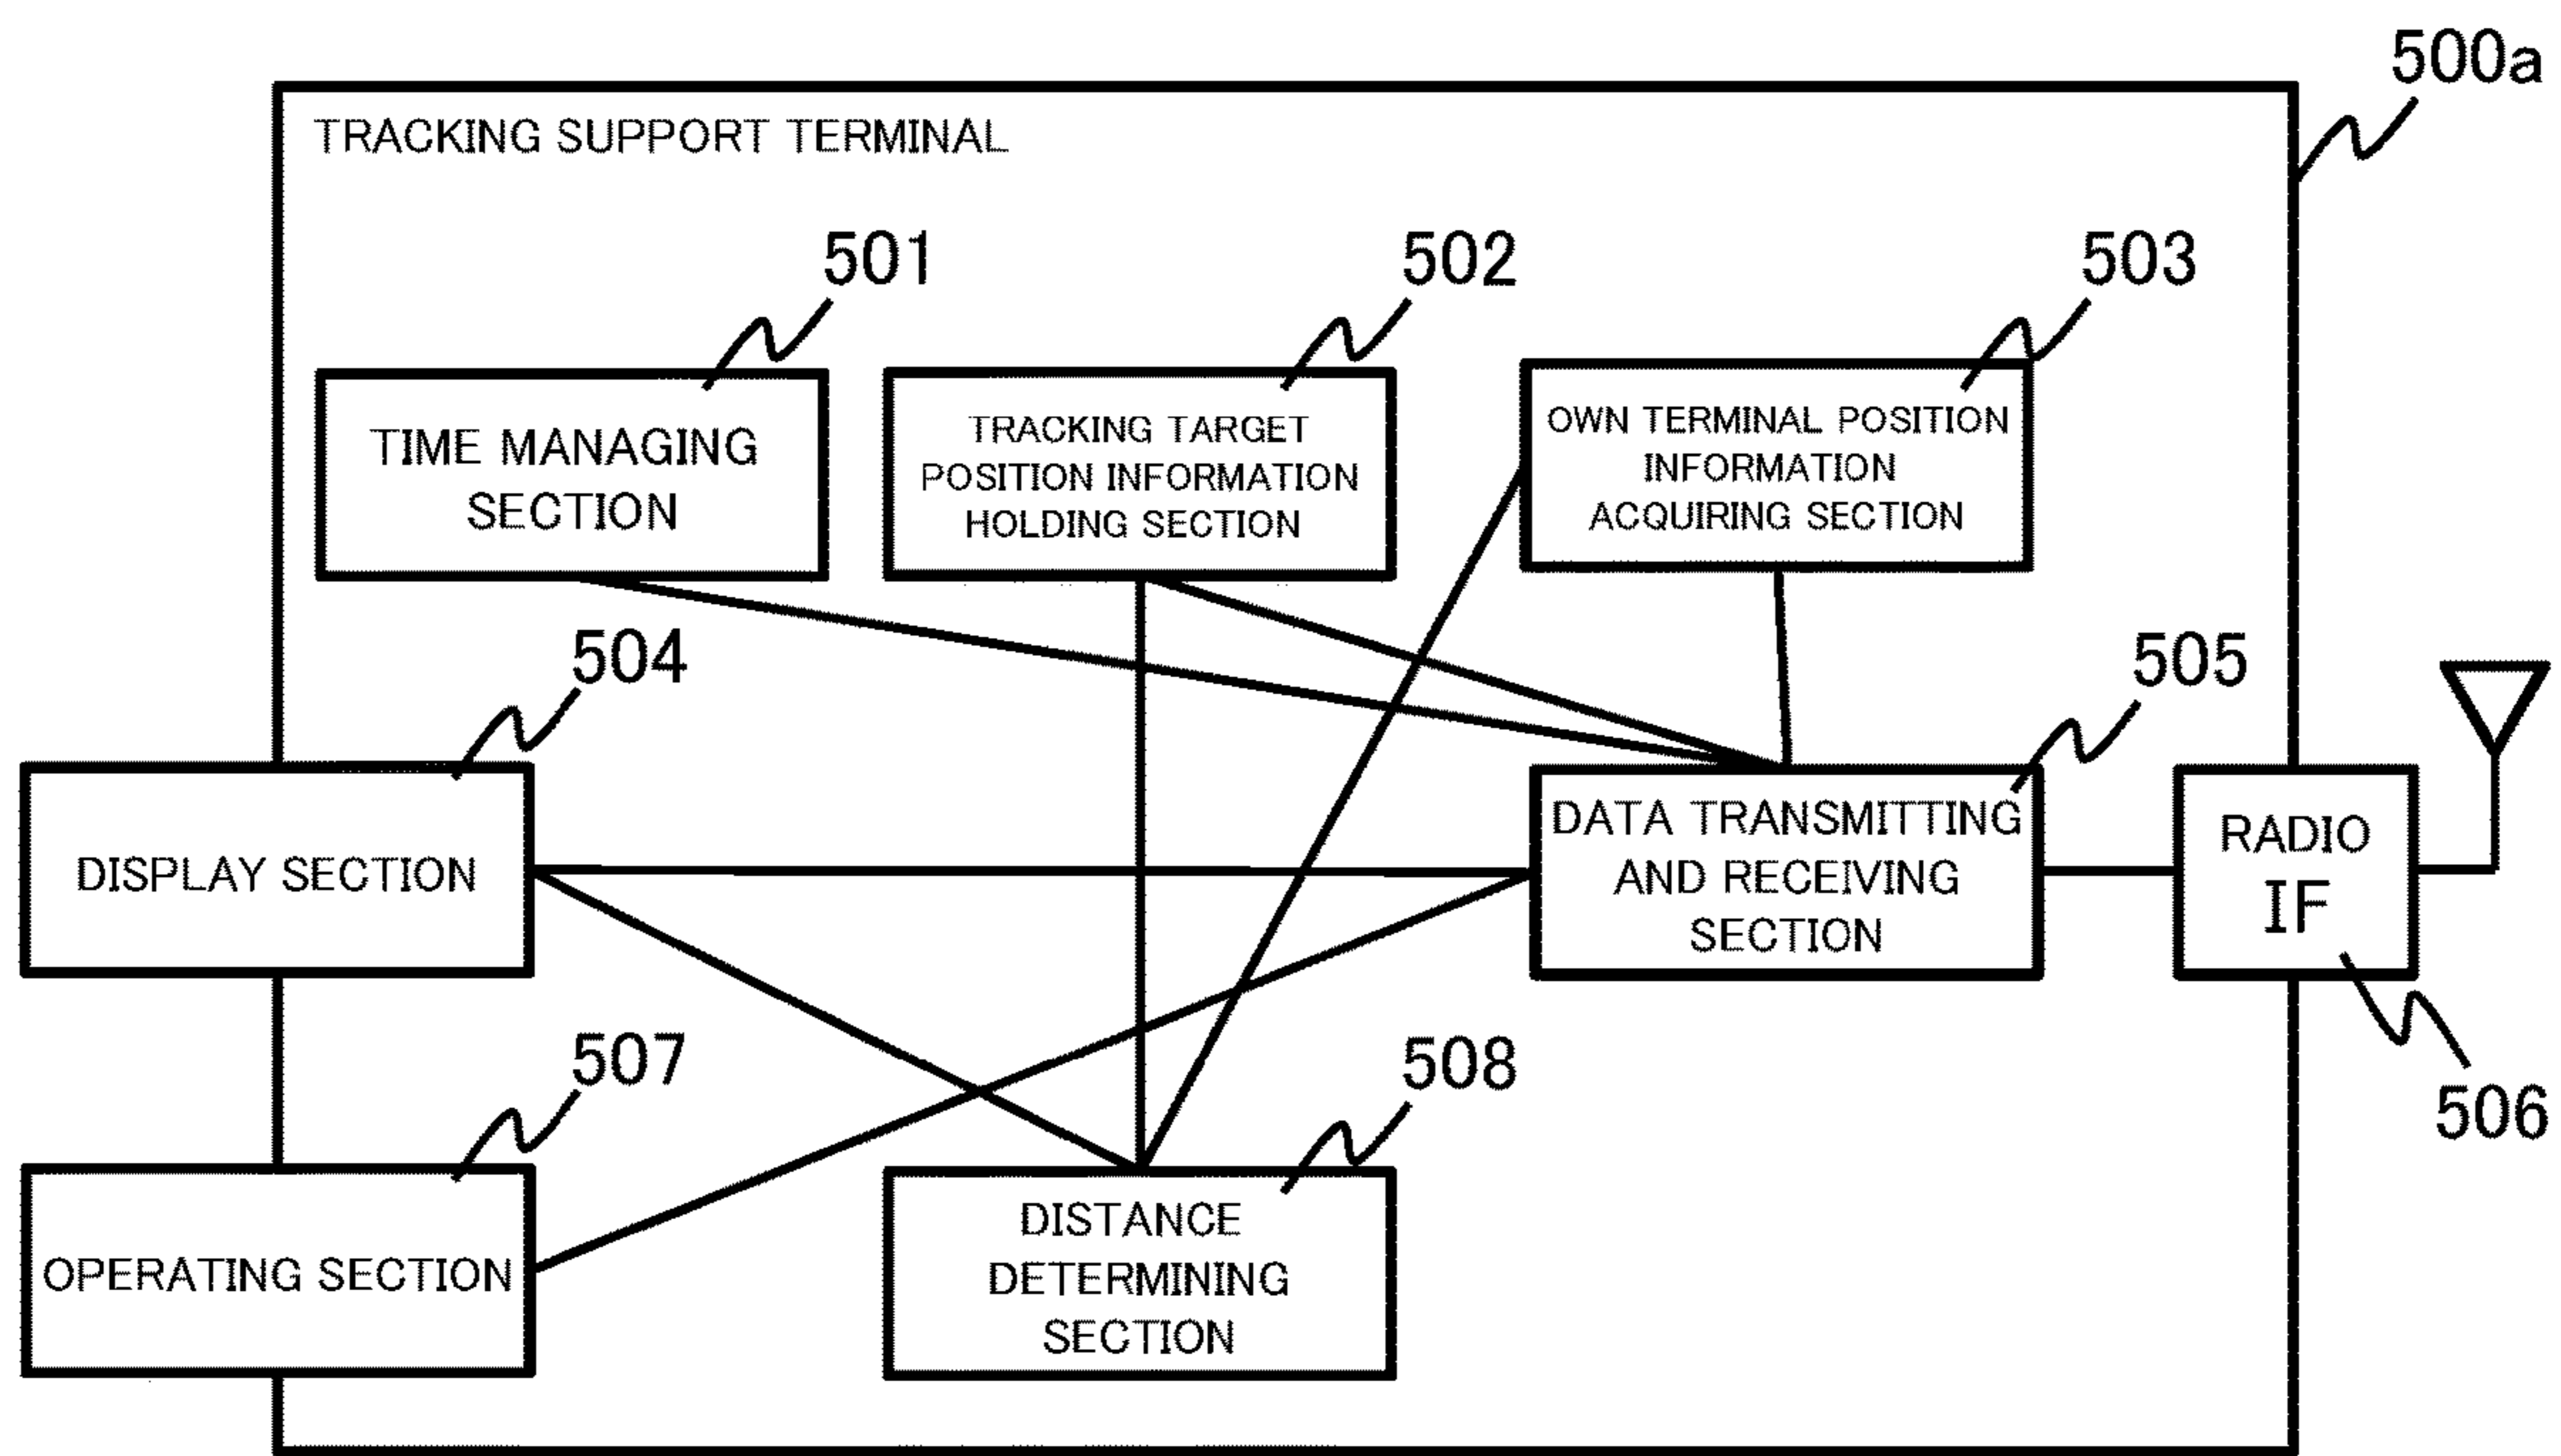 500a
TRACKING SUPPORT TERMINAL
501
502
503
TIME MANAGING
SECTION
TRACKING TARGET
POSITION INFORMATION
HOLDING SECTION
OWN TERMINAL POSITION
INFORMATION
ACQUIRING SECTION
504
505
DISPLAY SECTION
DATA TRANSMITTING
AND RECEIVING
SECTION
RADIO
IF
507
508
506
OPERATING SECTION
DISTANCE
DETERMINING
SECTION